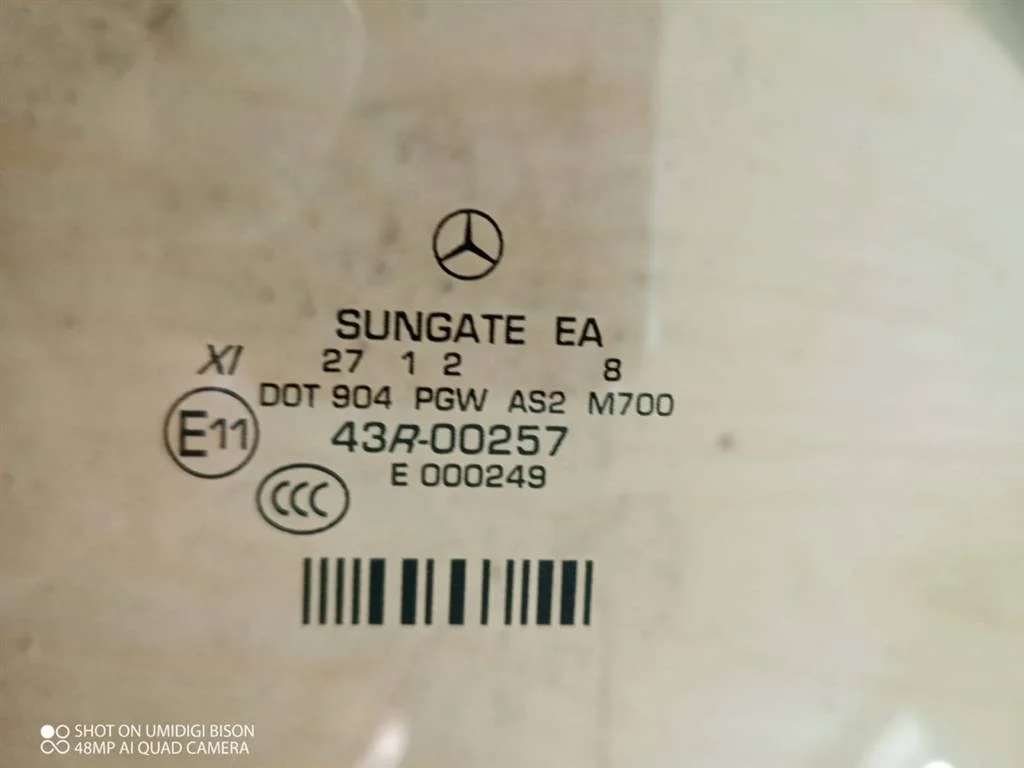 SUNGATE EA
XI 27 1 2 8
DOT 904 PGW AS2 M700
E11 43R-00257
E 000249
CCC
SHOT ON UMIDIGI BISON
48MP AI QUAD CAMERA